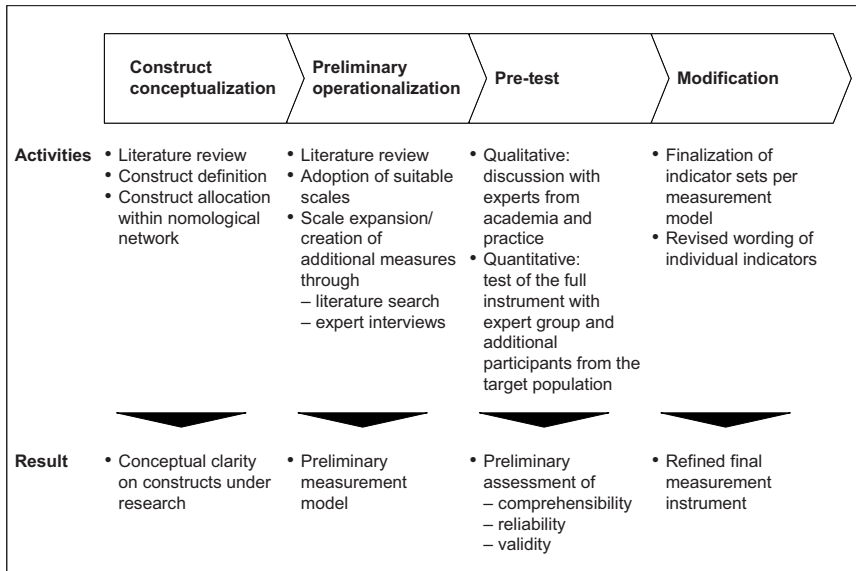 Construct
conceptualization
Preliminary
operationalization
Pre-test
Modification
Activities
• Literature review
• Construct definition
• Construct allocation
within nomological
network
• Literature review
• Adoption of suitable
scales
• Scale expansion/
creation of
additional measures
through
– literature search
– expert interviews
• Qualitative:
discussion with
experts from
academia and
practice
• Quantitative:
test of the full
instrument with
expert group and
additional
participants from the
target population
• Finalization of
indicator sets per
measurement
model
• Revised wording of
individual indicators
Result
• Conceptual clarity
on constructs under
research
• Preliminary
measurement
model
• Preliminary
assessment of
– comprehensibility
– reliability
– validity
• Refined final
measurement
instrument